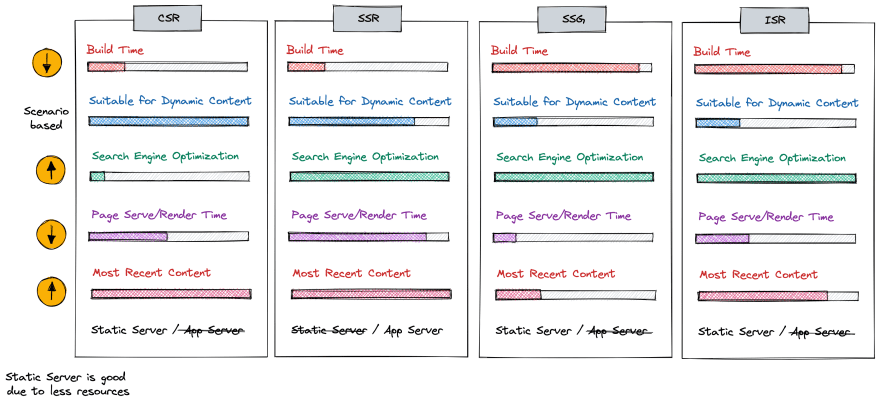 CSR
SSR
SSG
ISR
Build Time
Build Time
Build Time
Build Time
Scenario
based
Suitable for Dynamic Content
Suitable for Dynamic Content
Suitable for Dynamic Content
Suitable for Dynamic Content
Search Engine Optimization
Search Engine Optimization
Search Engine Optimization
Search Engine Optimization
Page Serve/Render Time
Page Serve/Render Time
Page Serve/Render Time
Page Serve/Render Time
Most Recent Content
Most Recent Content
Most Recent Content
Most Recent Content
Static Server / App Server
Static Server / App Server
Static Server / App Server
Static Server / App Server
Static Server is good
due to less resources